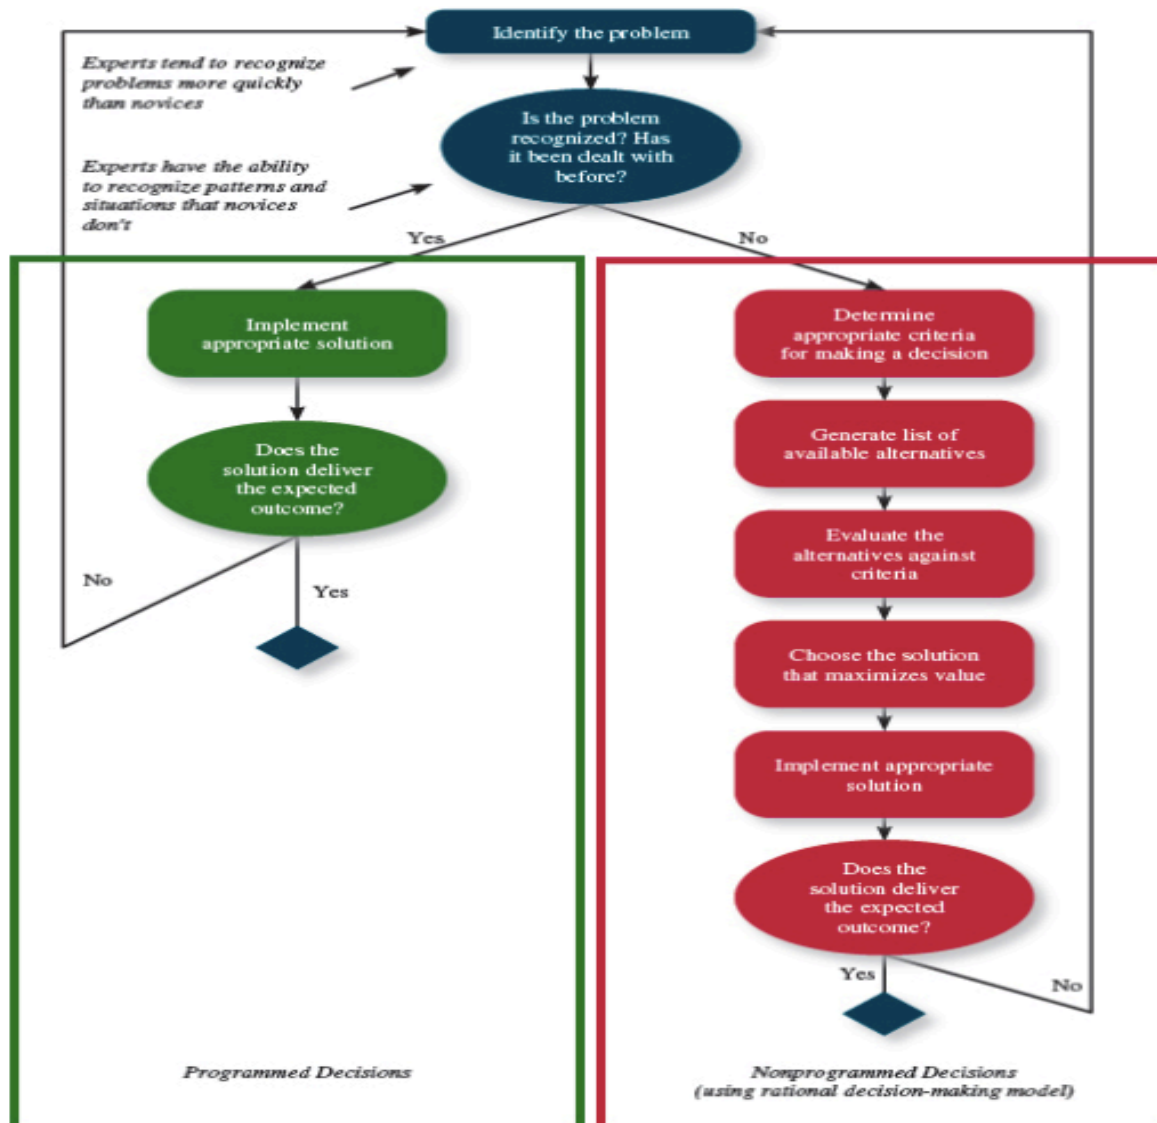 Identify the problem
Experts tend to recognize
problems more quickly
than novices
Is the problem
recognized? Has
it been dealt with
before?
Experts have the ability
to recognize patterns and
situations that novices
don't
Yes
No
Implement
appropriate solution
Does the
solution deliver
the expected
outcome?
No
Yes
Determine
appropriate criteria
for making a decision
Generate list of
available alternatives
Evaluate the
alternatives against
criteria
Choose the solution
that maximizes value
Implement appropriate
solution
Does the
solution deliver
the expected
outcome?
Yes
No
Programmed Decisions
Nonprogrammed Decisions
(using rational decision-making model)